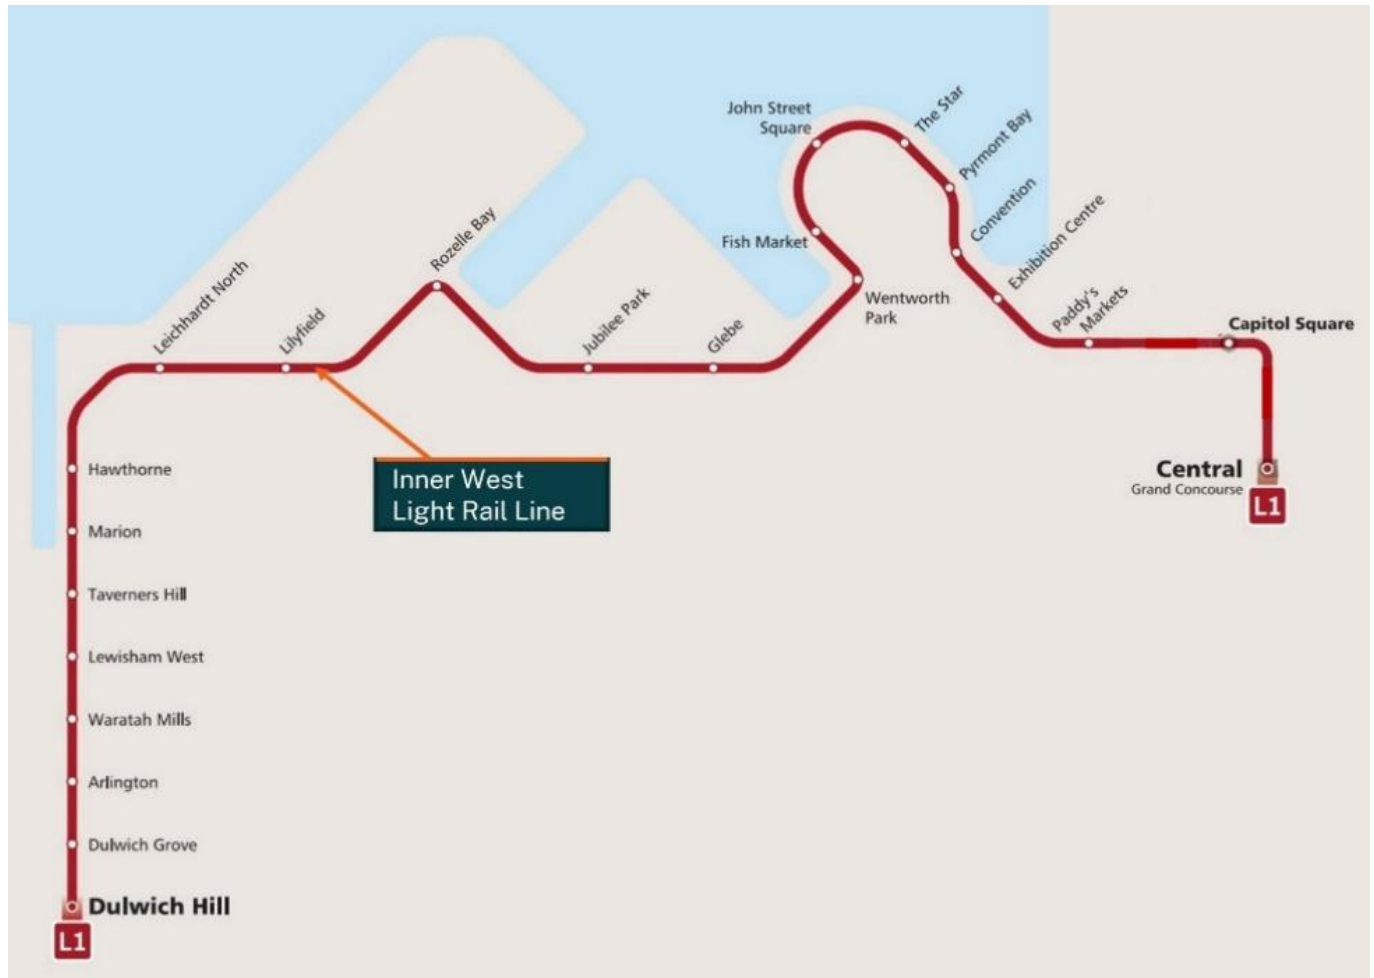 John Street
Square
The Star
Pyrmont Bay
Convention
Exhibition Centre
Paddy's
Markets
Capitol Square
Fish Market
Wentworth
Park
Rozelle Bay
Leichhardt North
Lilyfield
Jubilee Park
Glebe
Inner West
Light Rail Line
Central
Grand Concourse
L1
Hawthorne
Marion
Taverners Hill
Lewisham West
Waratah Mills
Arlington
Dulwich Grove
Dulwich Hill
L1